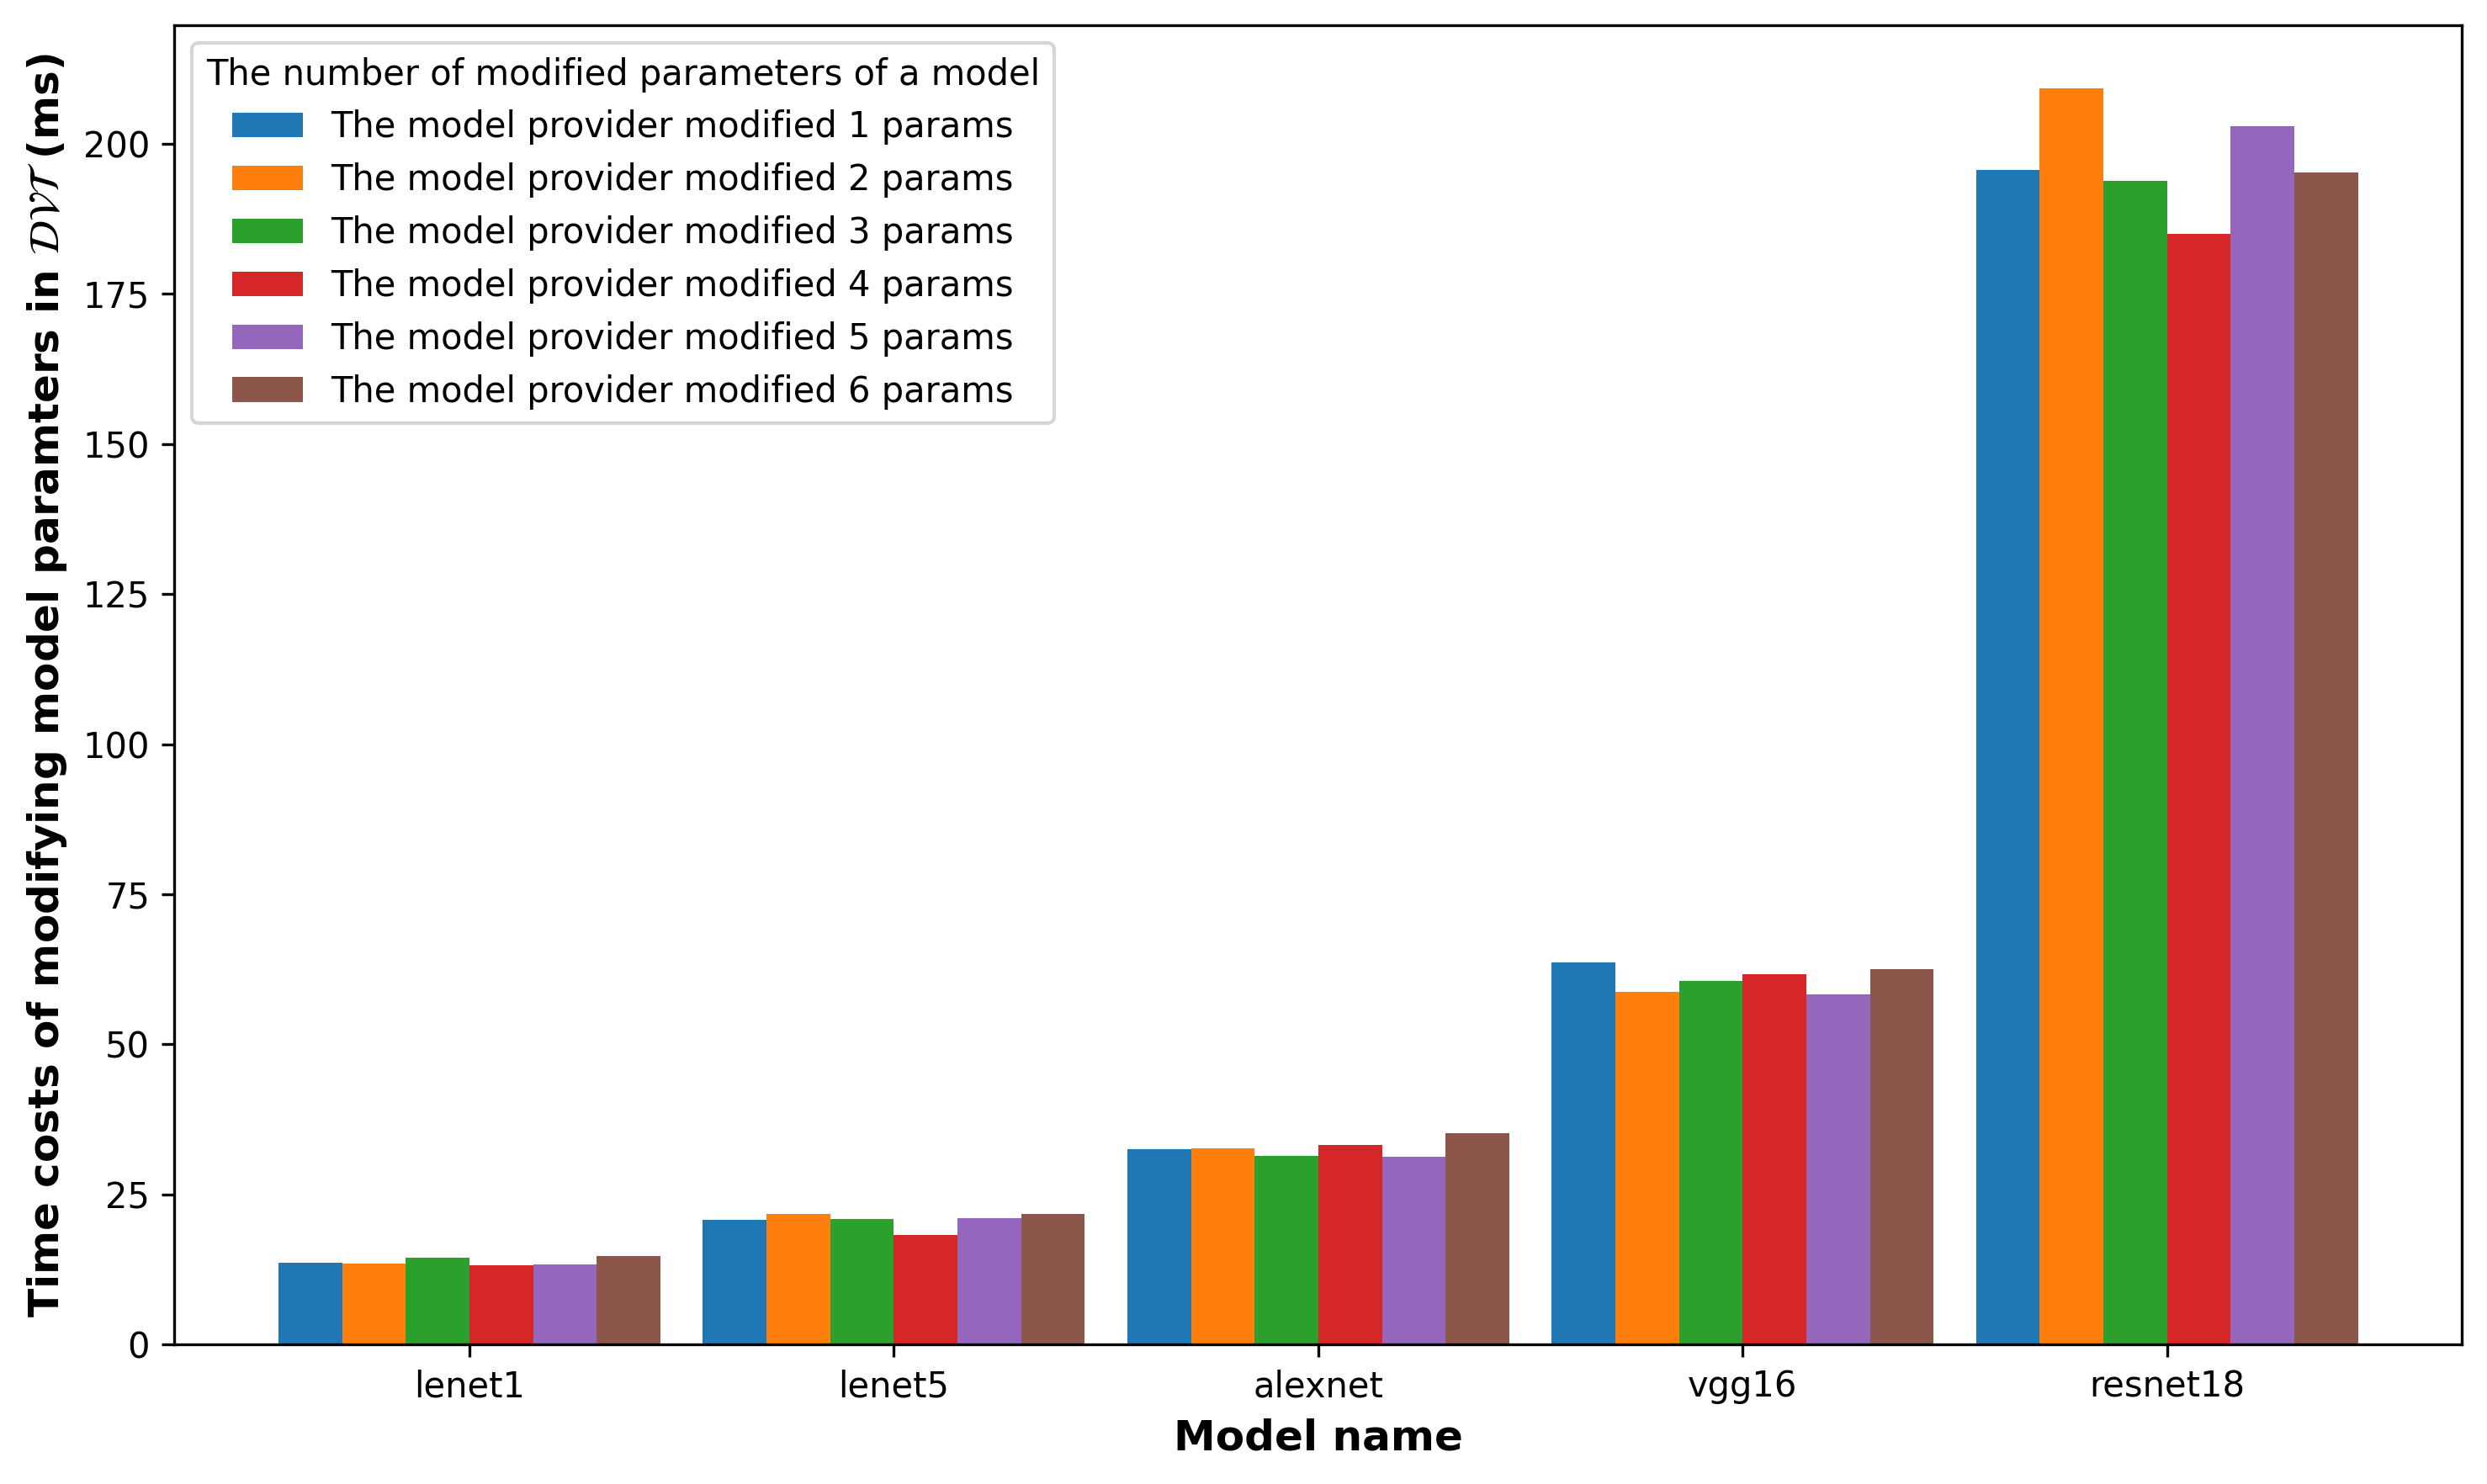 Time costs of modifying model paramters in 𝒟𝒱𝒯 (ms)
200
175
150
125
100
75
50
25
0
The number of modified parameters of a model
The model provider modified 1 params
The model provider modified 2 params
The model provider modified 3 params
The model provider modified 4 params
The model provider modified 5 params
The model provider modified 6 params
lenet1
lenet5
alexnet
vgg16
resnet18
Model name